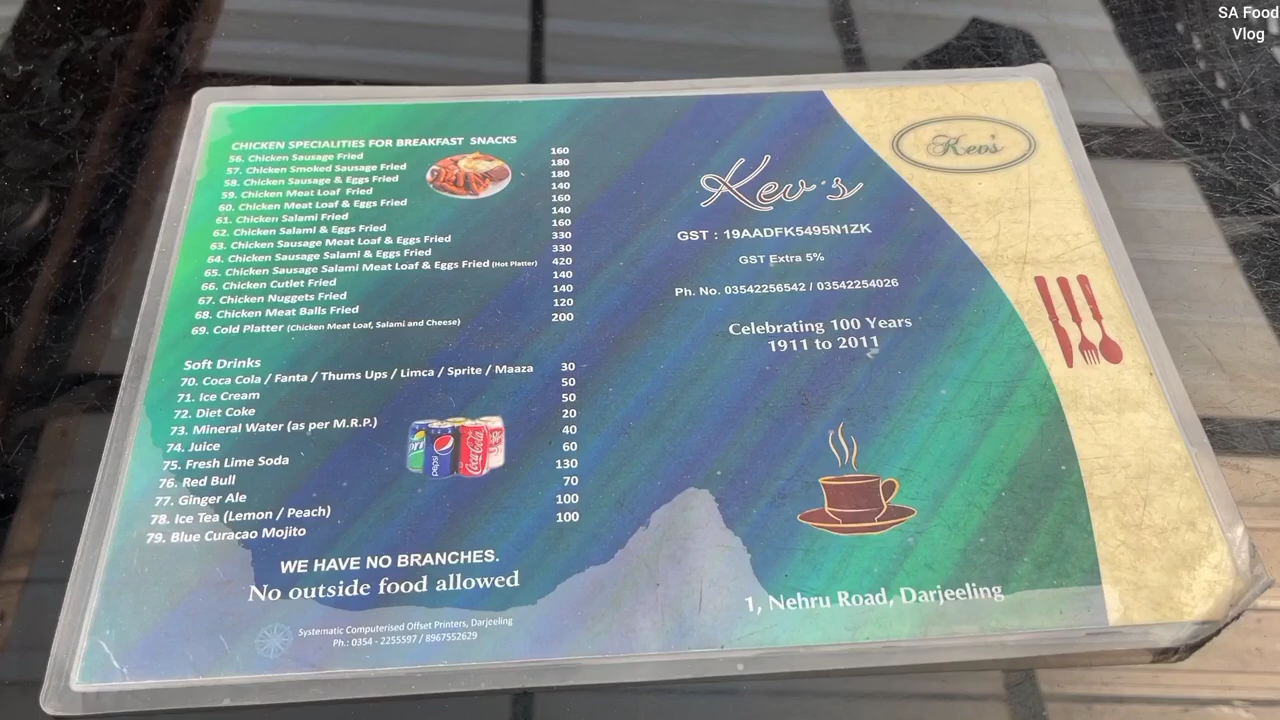 SA Food
Vlog
CHICKEN SPECIALITIES FOR BREAKFAST SNACKS
56. Chicken Sausage Fried 160
57. Chicken Smoked Sausage Fried 180
58. Chicken Sausage & Eggs Fried 180
59. Chicken Meat Loaf Fried 140
60. Chicken Meat Loaf & Eggs Fried 160
61. Chicken Salami Fried 140
62. Chicken Salami & Eggs Fried 160
63. Chicken Sausage Meat Loaf & Eggs Fried 330
64. Chicken Sausage Salami & Eggs Fried 330
65. Chicken Sausage Salami Meat Loaf & Eggs Fried (Hot Platter) 420
66. Chicken Cutlet Fried 140
67. Chicken Nuggets Fried 140
68. Chicken Meat Balls Fried 120
69. Cold Platter (Chicken Meat Loaf, Salami and Cheese) 200
Soft Drinks
70. Coca Cola / Fanta / Thums Ups / Limca / Sprite / Maaza 30
71. Ice Cream 50
72. Diet Coke 50
73. Mineral Water (as per M.R.P.) 20
74. Juice 40
75. Fresh Lime Soda 60
76. Red Bull 130
77. Ginger Ale 70
78. Ice Tea (Lemon / Peach) 100
79. Blue Curacao Mojito 100
pepsi
Coca-Cola
WE HAVE NO BRANCHES.
No outside food allowed
Systematic Computerised Offset Printers, Darjeeling
Ph.: 0354 - 2255597 / 8967552629
Kev's
GST : 19AADFK5495N1ZK
GST Extra 5%
Ph. No. 03542256542 / 03542254026
Celebrating 100 Years
1911 to 2011
1, Nehru Road, Darjeeling
Kev's